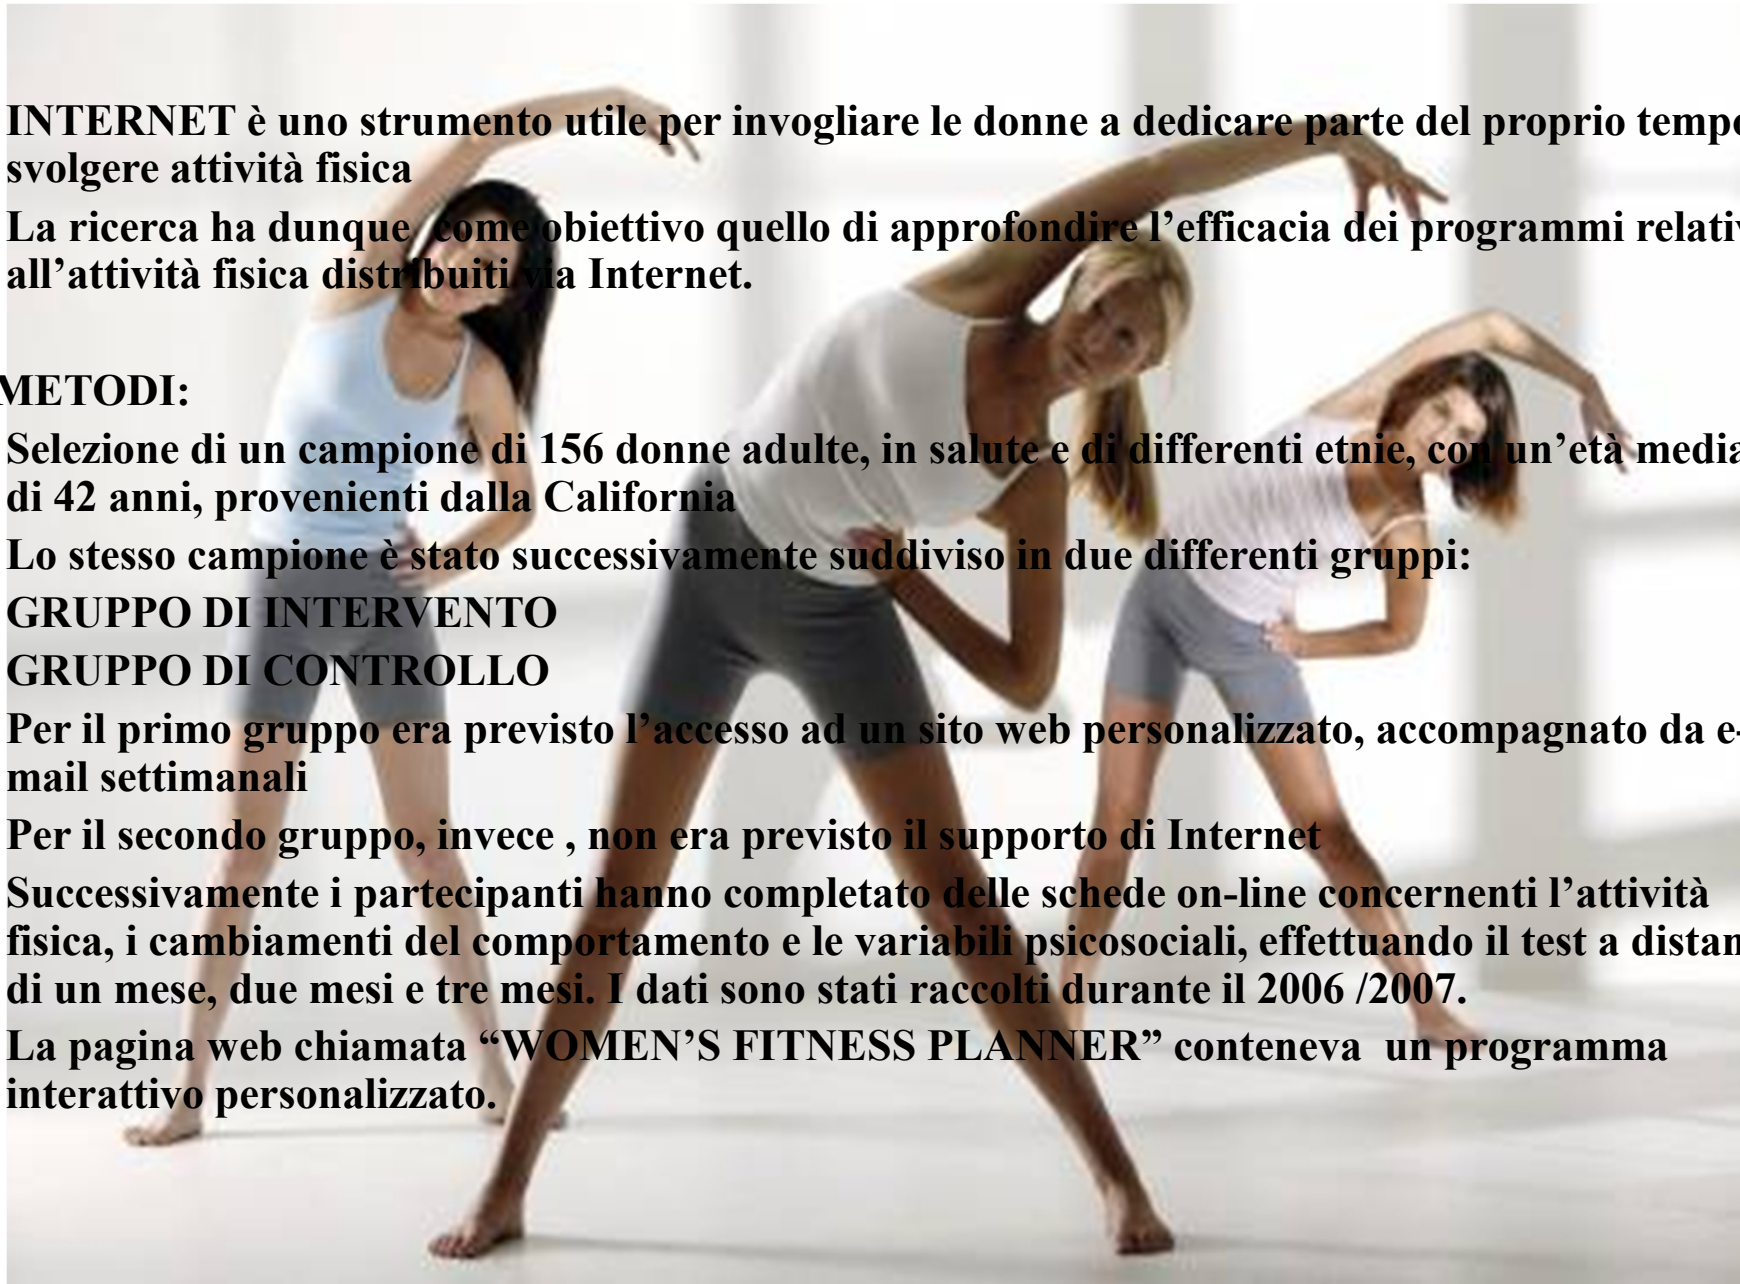 INTERNET è uno strumento utile per invogliare le donne a dedicare parte del proprio tempo
svolgere attività fisica
La ricerca ha dunque come obiettivo quello di approfondire l’efficacia dei programmi relativ
all’attività fisica distribuiti via Internet.
METODI:
Selezione di un campione di 156 donne adulte, in salute e di differenti etnie, con un’età media
di 42 anni, provenienti dalla California
Lo stesso campione è stato successivamente suddiviso in due differenti gruppi:
GRUPPO DI INTERVENTO
GRUPPO DI CONTROLLO
Per il primo gruppo era previsto l’accesso ad un sito web personalizzato, accompagnato da e-
mail settimanali
Per il secondo gruppo, invece , non era previsto il supporto di Internet
Successivamente i partecipanti hanno completato delle schede on-line concernenti l’attività
fisica, i cambiamenti del comportamento e le variabili psicosociali, effettuando il test a distan
di un mese, due mesi e tre mesi. I dati sono stati raccolti durante il 2006 /2007.
La pagina web chiamata “WOMEN’S FITNESS PLANNER” conteneva un programma
interattivo personalizzato.